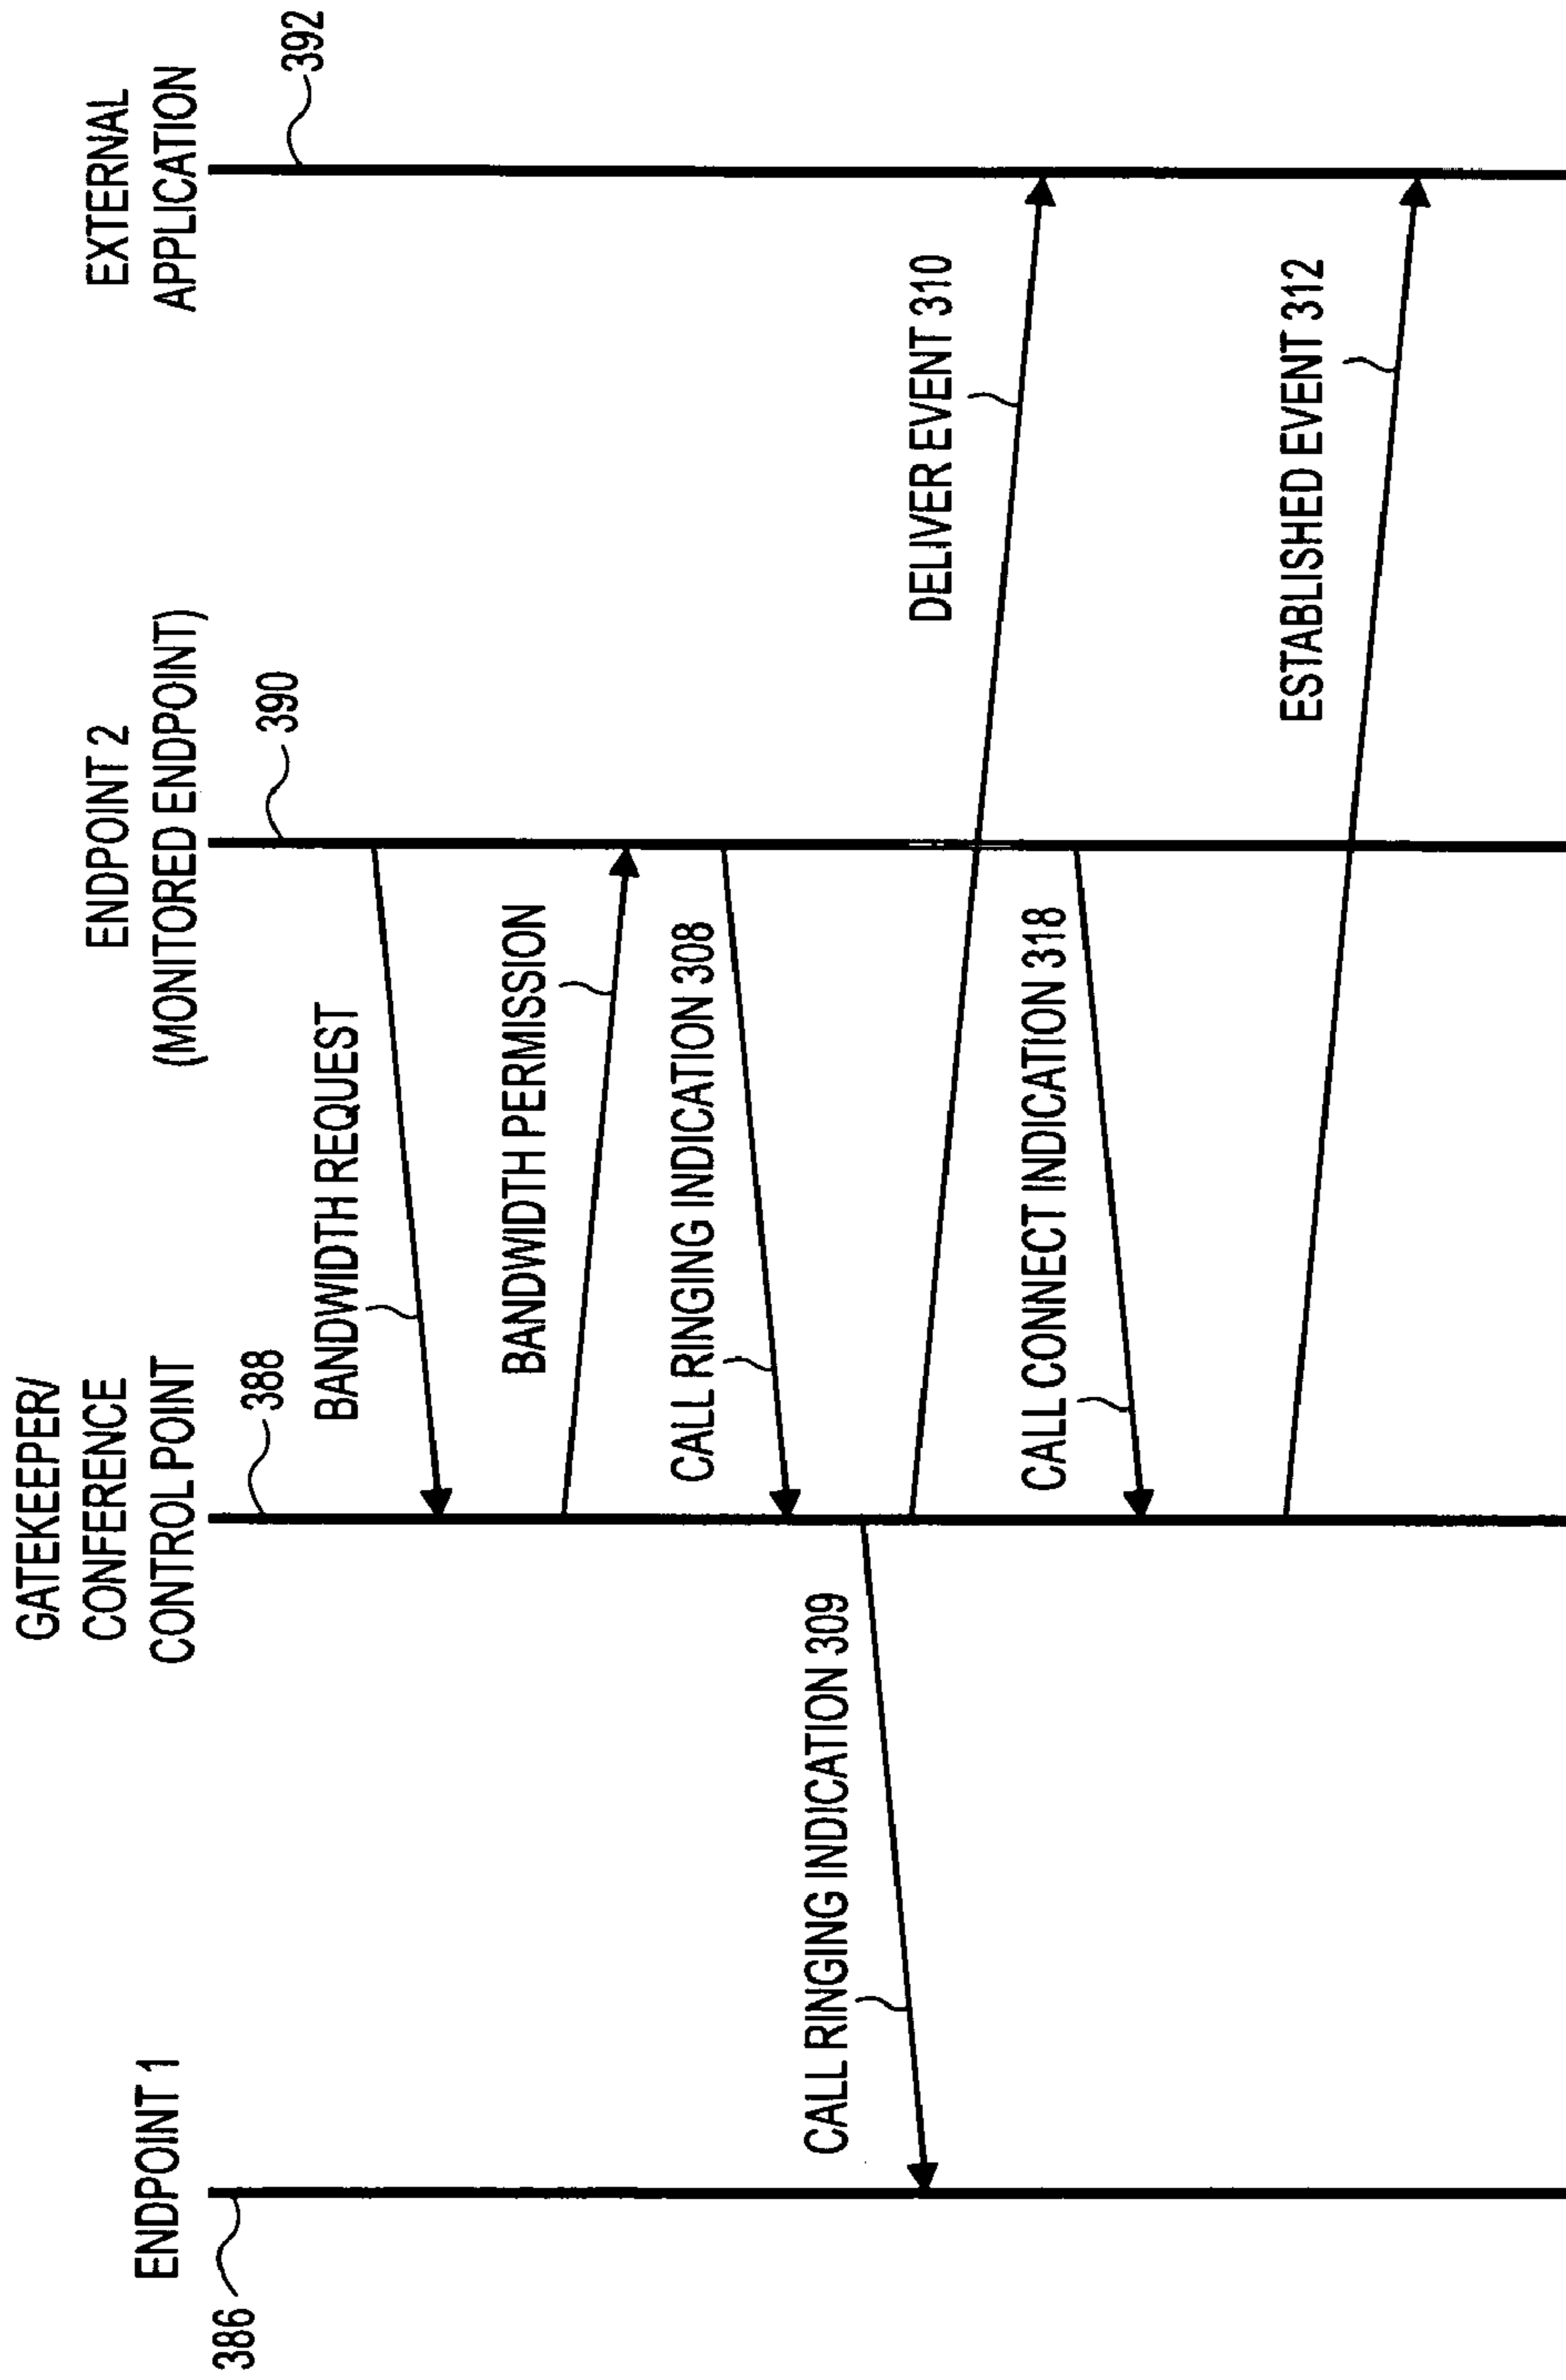 386
ENDPOINT 1
GATEKEEPER/
CONFERENCE
CONTROL POINT
388
ENDPOINT 2
(MONITORED ENDPOINT)
390
EXTERNAL
APPLICATION
392
BANDWIDTH REQUEST
BANDWIDTH PERMISSION
CALL RINGING INDICATION 308
CALL RINGING INDICATION 309
DELIVER EVENT 310
CALL CONNECT INDICATION 318
ESTABLISHED EVENT 312